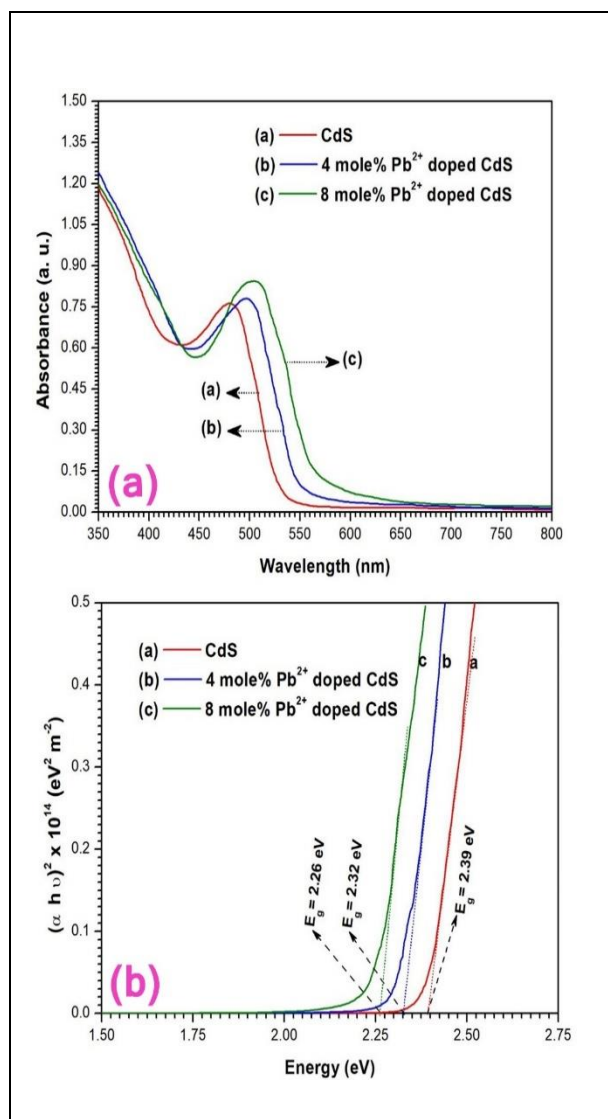 1.50
(a) CdS
1.35
(b) 4 mole% Pb²⁺ doped CdS
1.20
(c) 8 mole% Pb²⁺ doped CdS
1.05
0.90
0.75
0.60
(c)
0.45
(a)
0.30
(b)
0.15
(a)
0.00
350 400 450 500 550 600 650 700 750 800
Absorbance (a. u.)
Wavelength (nm)
0.5
(a) CdS
(b) 4 mole% Pb²⁺ doped CdS
(c) 8 mole% Pb²⁺ doped CdS
c b a
0.4
0.3
0.2
0.1
E_g = 2.26 eV
E_g = 2.32 eV
E_g = 2.39 eV
(b)
0.0
1.50 1.75 2.00 2.25 2.50 2.75
(α h υ)² x 10¹⁴ (eV² m⁻²)
Energy (eV)